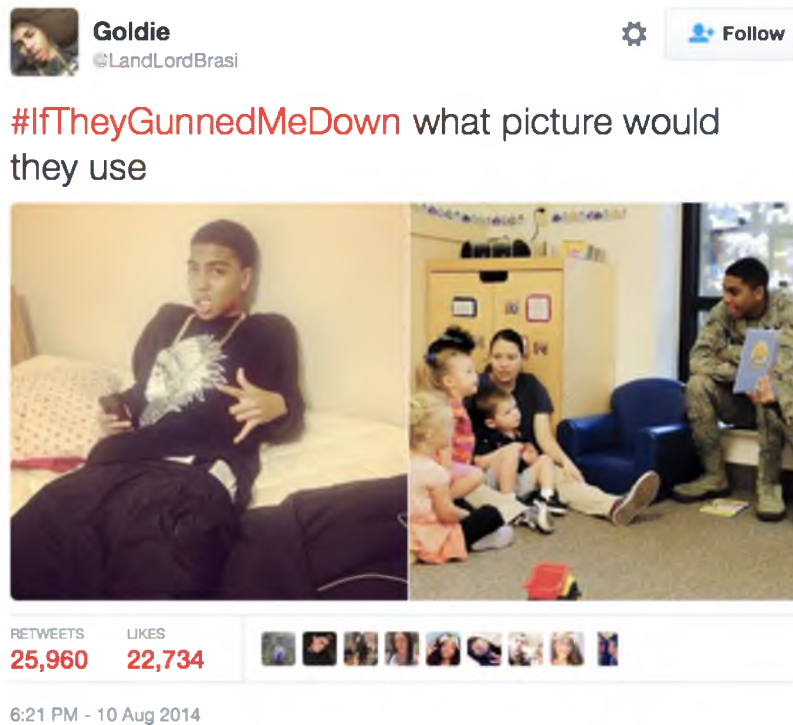 Goldie
@LandLordBrasi
Follow
#IfTheyGunnedMeDown what picture would
they use
RETWEETS LIKES
25,960 22,734
6:21 PM - 10 Aug 2014